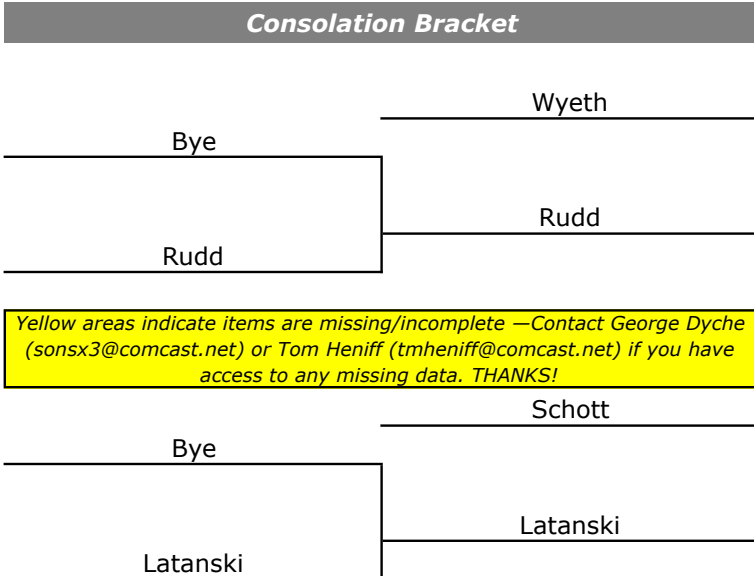 Consolation Bracket
Wyeth
Bye
Rudd
Rudd
Yellow areas indicate items are missing/incomplete —Contact George Dyche
(sonsx3@comcast.net) or Tom Heniff (tmheniff@comcast.net) if you have
access to any missing data. THANKS!
Schott
Bye
Latanski
Latanski